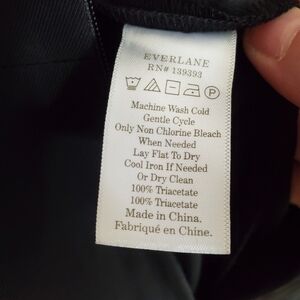 EVERLANE
RN# 139393
P
Machine Wash Cold
Gentle Cycle
Only Non Chlorine Bleach
When Needed
Lay Flat To Dry
Cool Iron If Needed
Or Dry Clean
100% Triacetate
100% Triacetate
Made in China.
Fabriqué en Chine.